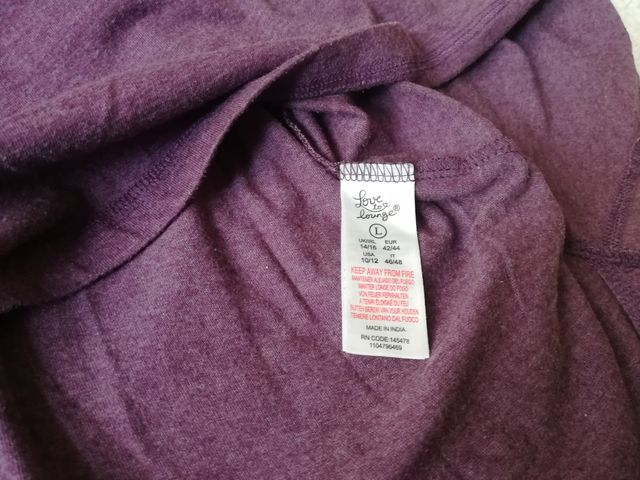 Love
to
lounge®
L
UK/IRL EUR
14/16 42/44
USA IT
10/12 46/48
KEEP AWAY FROM FIRE
MANTENER ALEJADO DEL FUEGO
MANTER LONGE DO FOGO
VON FEUER FERNHALTEN
A TENIR ÉLOIGNÉ DU FEU
BUITEN BEREIK VAN VUUR HOUDEN
TENERE LONTANO DAL FUOCO
MADE IN INDIA
RN CODE:145478
1104796469